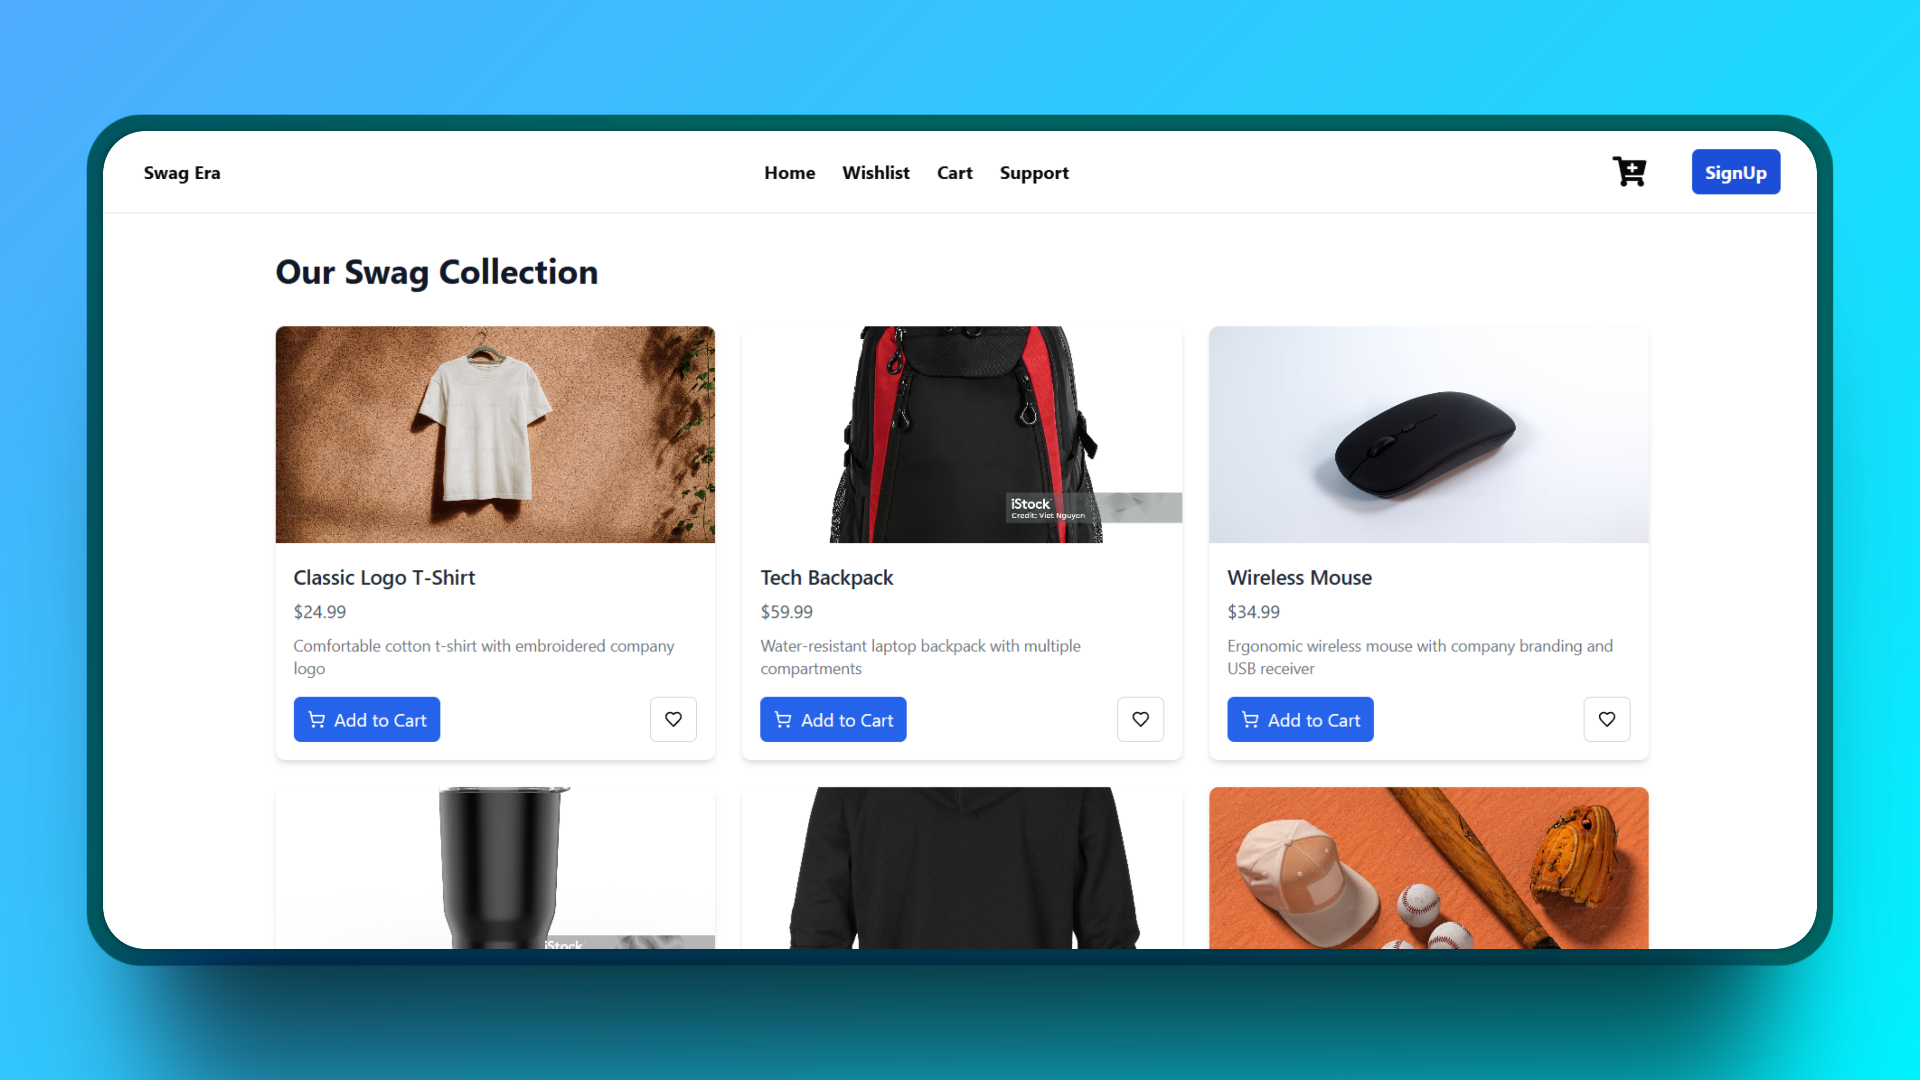 Swag Era
Home Wishlist Cart Support
SignUp
Our Swag Collection
iStock
Credit: Viet Nguyen
Classic Logo T-Shirt
$24.99
Comfortable cotton t-shirt with embroidered company
logo
Add to Cart
Tech Backpack
$59.99
Water-resistant laptop backpack with multiple
compartments
Add to Cart
Wireless Mouse
$34.99
Ergonomic wireless mouse with company branding and
USB receiver
Add to Cart
iStock